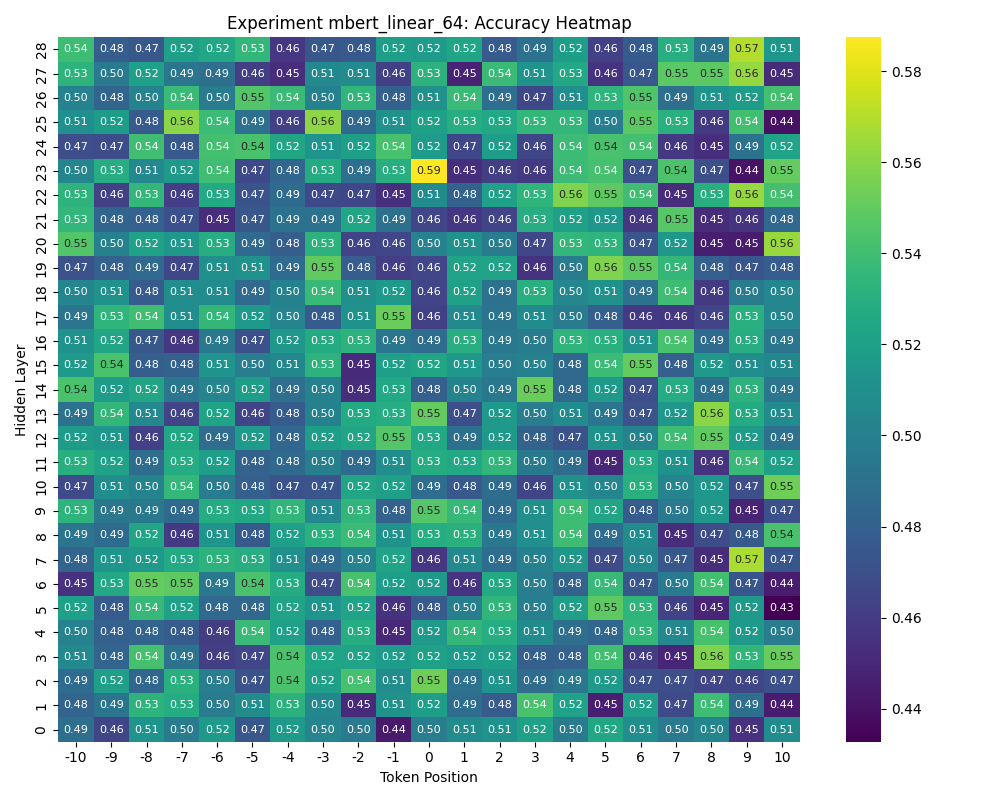 Experiment mbert_linear_64: Accuracy Heatmap
Hidden Layer
28 0.54 0.48 0.47 0.52 0.52 0.53 0.46 0.47 0.48 0.52 0.52 0.52 0.48 0.49 0.52 0.46 0.48 0.53 0.49 0.57 0.51
27 0.53 0.50 0.52 0.49 0.49 0.46 0.45 0.51 0.51 0.46 0.53 0.45 0.54 0.51 0.53 0.46 0.47 0.55 0.55 0.56 0.45
26 0.50 0.48 0.50 0.54 0.50 0.55 0.54 0.50 0.53 0.48 0.51 0.54 0.49 0.47 0.51 0.53 0.55 0.49 0.51 0.52 0.54
25 0.51 0.52 0.48 0.56 0.54 0.49 0.46 0.56 0.49 0.51 0.52 0.53 0.53 0.53 0.53 0.50 0.55 0.53 0.46 0.54 0.44
24 0.47 0.47 0.54 0.48 0.54 0.54 0.52 0.51 0.52 0.54 0.52 0.47 0.52 0.46 0.54 0.54 0.54 0.46 0.45 0.49 0.52
23 0.50 0.53 0.51 0.52 0.54 0.47 0.48 0.53 0.49 0.53 0.59 0.45 0.46 0.46 0.54 0.54 0.47 0.54 0.47 0.44 0.55
22 0.53 0.46 0.53 0.46 0.53 0.47 0.49 0.47 0.47 0.45 0.51 0.48 0.52 0.53 0.56 0.55 0.54 0.45 0.53 0.56 0.54
21 0.53 0.48 0.48 0.47 0.45 0.47 0.49 0.49 0.52 0.49 0.46 0.46 0.46 0.53 0.52 0.52 0.46 0.55 0.45 0.46 0.48
20 0.55 0.50 0.52 0.51 0.53 0.49 0.48 0.53 0.46 0.46 0.50 0.51 0.50 0.47 0.53 0.53 0.47 0.52 0.45 0.45 0.56
19 0.47 0.48 0.49 0.47 0.51 0.51 0.49 0.55 0.48 0.46 0.46 0.52 0.52 0.46 0.50 0.56 0.55 0.54 0.48 0.47 0.48
18 0.50 0.51 0.48 0.51 0.51 0.49 0.50 0.54 0.51 0.52 0.46 0.52 0.49 0.53 0.50 0.51 0.49 0.54 0.46 0.50 0.50
17 0.49 0.53 0.54 0.51 0.54 0.52 0.50 0.48 0.51 0.55 0.46 0.51 0.49 0.51 0.50 0.48 0.46 0.46 0.46 0.53 0.50
16 0.51 0.52 0.47 0.46 0.49 0.47 0.52 0.53 0.53 0.49 0.49 0.53 0.49 0.50 0.53 0.53 0.51 0.54 0.49 0.53 0.49
15 0.52 0.54 0.48 0.48 0.51 0.50 0.51 0.53 0.45 0.52 0.52 0.51 0.50 0.50 0.48 0.54 0.55 0.48 0.52 0.51 0.51
14 0.54 0.52 0.52 0.49 0.50 0.52 0.49 0.50 0.45 0.53 0.48 0.50 0.49 0.55 0.48 0.52 0.47 0.53 0.49 0.53 0.49
13 0.49 0.54 0.51 0.46 0.52 0.46 0.48 0.50 0.53 0.53 0.55 0.47 0.52 0.50 0.51 0.49 0.47 0.52 0.56 0.53 0.51
12 0.52 0.51 0.46 0.52 0.49 0.52 0.48 0.52 0.52 0.55 0.53 0.49 0.52 0.48 0.47 0.51 0.50 0.54 0.55 0.52 0.49
11 0.53 0.52 0.49 0.53 0.52 0.48 0.48 0.50 0.49 0.51 0.53 0.53 0.53 0.50 0.49 0.45 0.53 0.51 0.46 0.54 0.52
10 0.47 0.51 0.50 0.54 0.50 0.48 0.47 0.47 0.52 0.52 0.49 0.48 0.49 0.46 0.51 0.50 0.53 0.50 0.52 0.47 0.55
9 0.53 0.49 0.49 0.49 0.53 0.53 0.53 0.51 0.53 0.48 0.55 0.54 0.49 0.51 0.54 0.52 0.48 0.50 0.52 0.45 0.47
8 0.49 0.49 0.52 0.46 0.51 0.48 0.52 0.53 0.54 0.51 0.53 0.53 0.49 0.51 0.54 0.49 0.51 0.45 0.47 0.48 0.54
7 0.48 0.51 0.52 0.53 0.53 0.53 0.51 0.49 0.50 0.52 0.46 0.51 0.49 0.50 0.52 0.47 0.50 0.47 0.45 0.57 0.47
6 0.45 0.53 0.55 0.55 0.49 0.54 0.53 0.47 0.54 0.52 0.52 0.46 0.53 0.50 0.48 0.54 0.47 0.50 0.54 0.47 0.44
5 0.52 0.48 0.54 0.52 0.48 0.48 0.52 0.51 0.52 0.46 0.48 0.50 0.53 0.50 0.52 0.55 0.53 0.46 0.45 0.52 0.43
4 0.50 0.48 0.48 0.48 0.46 0.54 0.52 0.48 0.53 0.45 0.52 0.54 0.53 0.51 0.49 0.48 0.53 0.51 0.54 0.52 0.50
3 0.51 0.48 0.54 0.49 0.46 0.47 0.54 0.52 0.52 0.52 0.52 0.52 0.52 0.48 0.48 0.54 0.46 0.45 0.56 0.53 0.55
2 0.49 0.52 0.48 0.53 0.50 0.47 0.54 0.52 0.54 0.51 0.55 0.49 0.51 0.49 0.49 0.52 0.47 0.47 0.47 0.46 0.47
1 0.48 0.49 0.53 0.53 0.50 0.51 0.53 0.50 0.45 0.51 0.52 0.49 0.48 0.54 0.52 0.45 0.52 0.47 0.54 0.49 0.44
0 0.49 0.46 0.51 0.50 0.52 0.47 0.52 0.50 0.50 0.44 0.50 0.51 0.51 0.52 0.50 0.52 0.51 0.50 0.50 0.45 0.51
-10 -9 -8 -7 -6 -5 -4 -3 -2 -1 0 1 2 3 4 5 6 7 8 9 10
Token Position
0.58
0.56
0.54
0.52
0.50
0.48
0.46
0.44